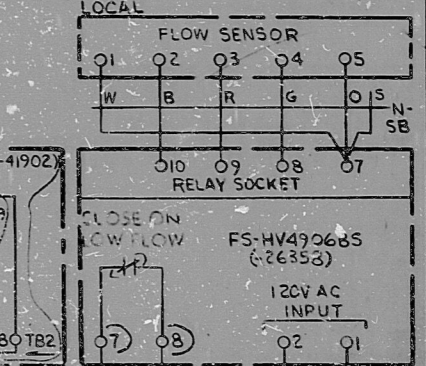 LOCAL
FLOW SENSOR
1 2 3 4 5
W B R G O S
N-
SB
10 9 8 7
RELAY SOCKET
-41902)
CLOSE ON
LOW FLOW
FS-HV4906BS
120V AC
INPUT
7 8 2 1
TB2